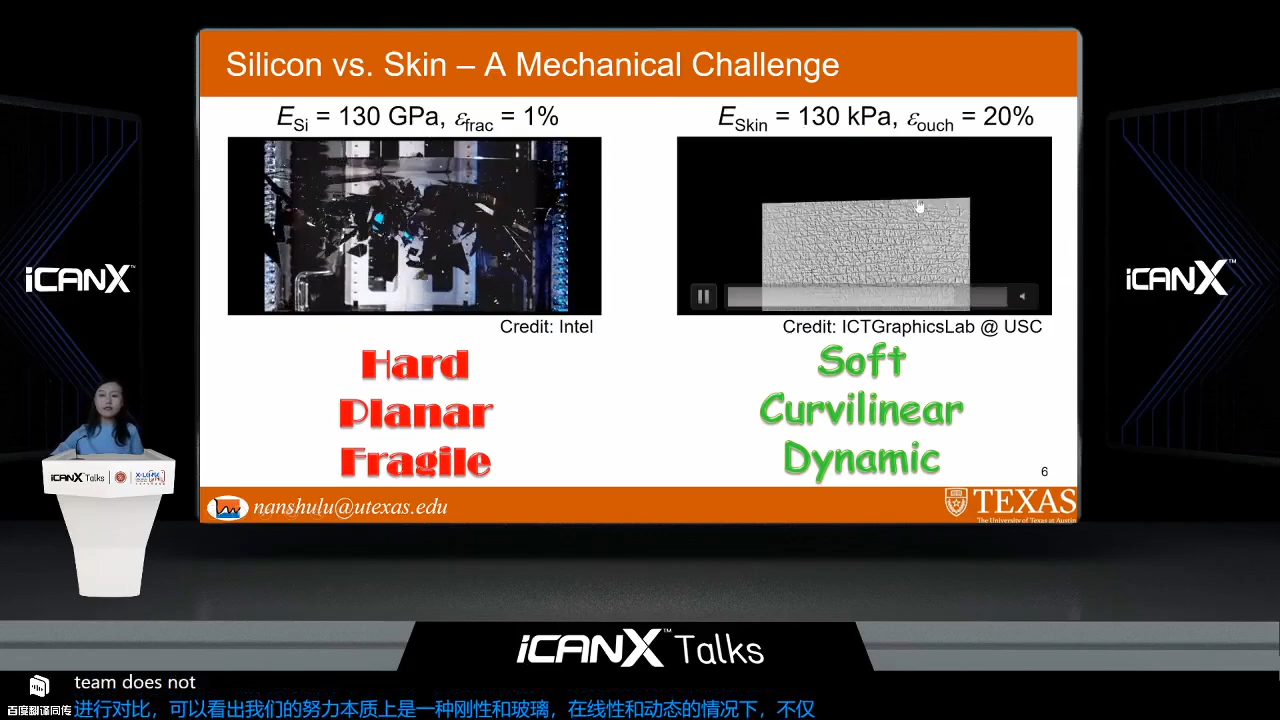 Silicon vs. Skin – A Mechanical Challenge
ESi = 130 GPa, εfrac = 1%
ESkin = 130 kPa, εouch = 20%
Credit: Intel
Credit: ICTGraphicsLab @ USC
Hard
Planar
Fragile
Soft
Curvilinear
Dynamic
6
nanshulu@utexas.edu
TEXAS
The University of Texas at Austin
iCANX™
iCANX™
iCANX Talks
iCANX™ Talks
team does not
百度翻译同传
进行对比，可以看出我们的努力本质上是一种刚性和玻璃，在线性和动态的情况下，不仅